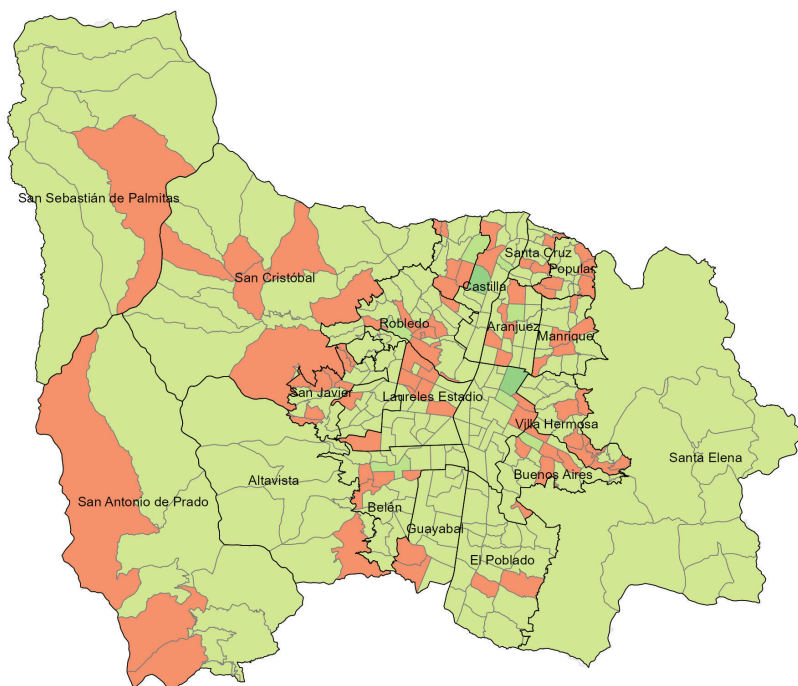 San Sebastián de Palmitas
San Cristóbal
Santa Cruz
Popular
Castilla
Robledo
Aranjuez
Manrique
San Javier
Laureles Estadio
Villa Hermosa
Santa Elena
Buenos Aires
Altavista
San Antonio de Prado
Belén
Guayabal
El Poblado